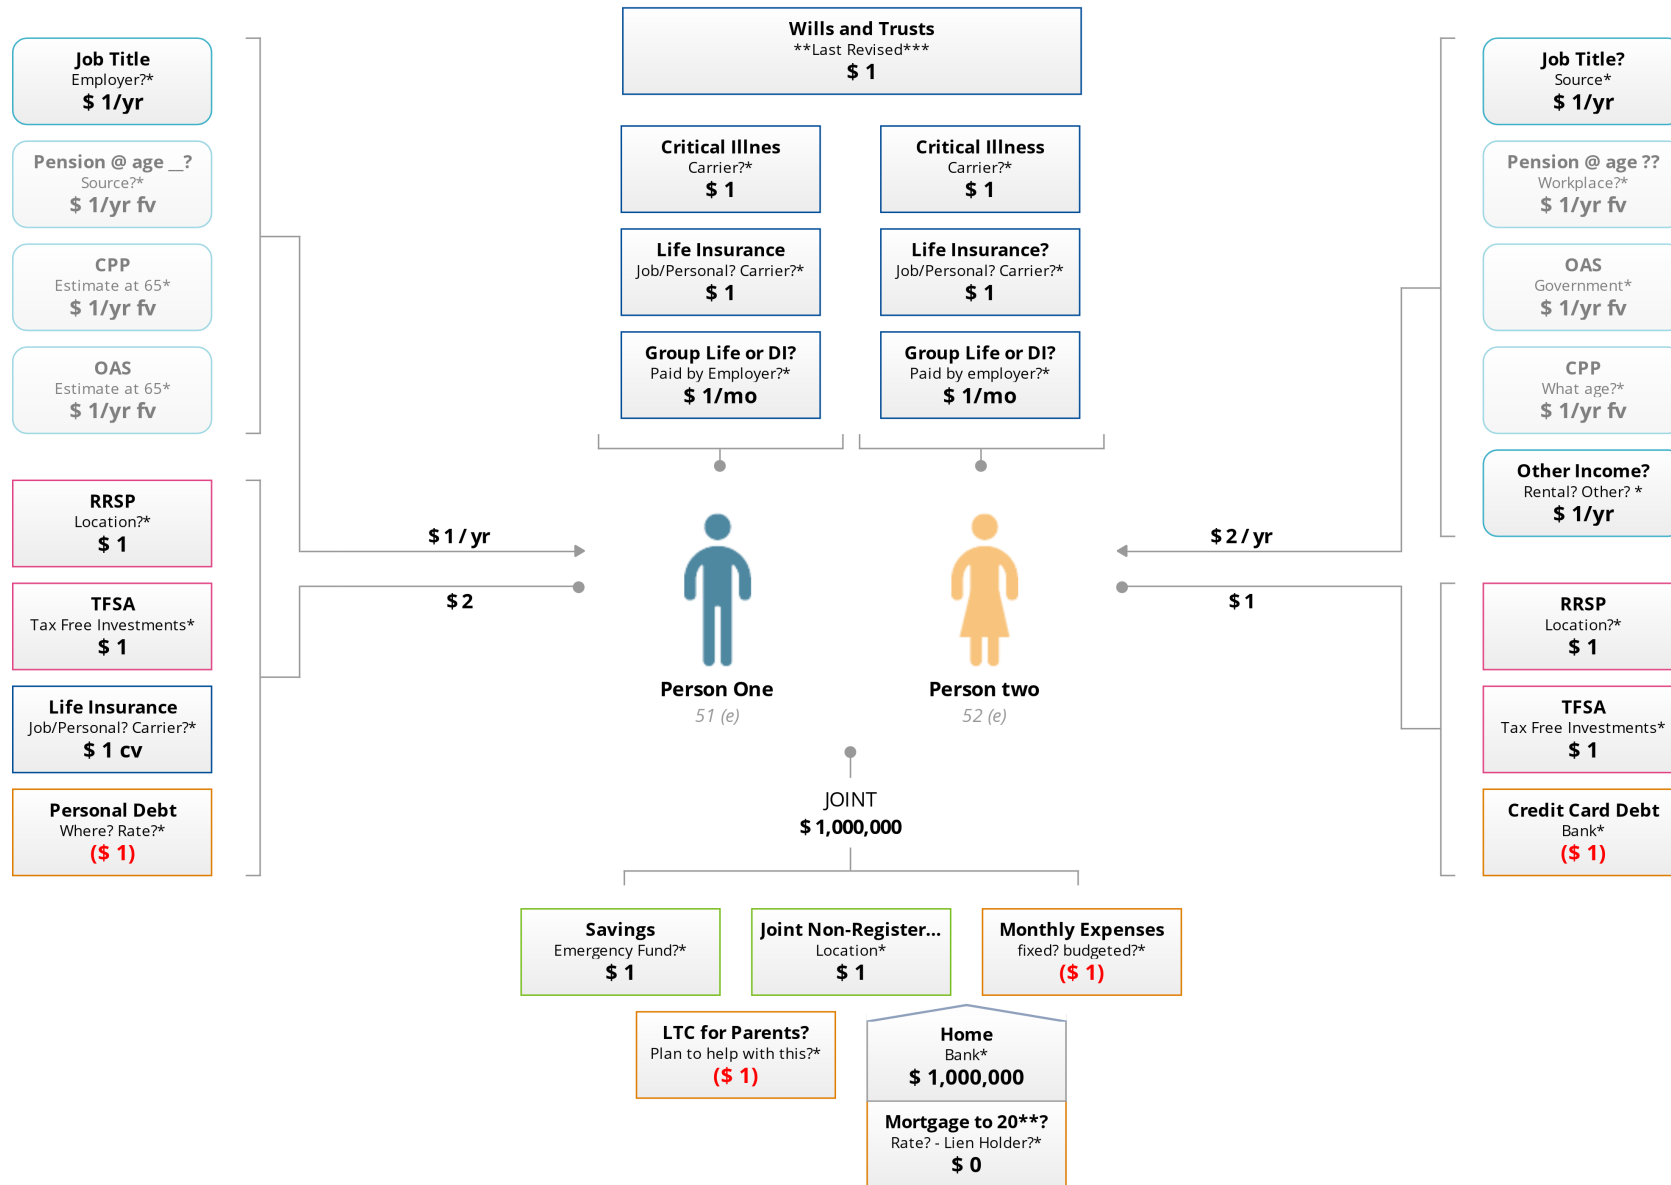 Wills and Trusts
**Last Revised***
$ 1
Job Title
Employer?*
$ 1/yr
Pension @ age __?
Source?*
$ 1/yr fv
CPP
Estimate at 65*
$ 1/yr fv
OAS
Estimate at 65*
$ 1/yr fv
RRSP
Location?*
$ 1
TFSA
Tax Free Investments*
$ 1
Life Insurance
Job/Personal? Carrier?*
$ 1 cv
Personal Debt
Where? Rate?*
($ 1)
$ 1 / yr
$ 2
Critical Illnes
Carrier?*
$ 1
Life Insurance
Job/Personal? Carrier?*
$ 1
Group Life or DI?
Paid by Employer?*
$ 1/mo
Critical Illness
Carrier?*
$ 1
Life Insurance?
Job/Personal? Carrier?*
$ 1
Group Life or DI?
Paid by employer?*
$ 1/mo
Person One
51 (e)
Person two
52 (e)
$ 2 / yr
$ 1
Job Title?
Source*
$ 1/yr
Pension @ age ??
Workplace?*
$ 1/yr fv
OAS
Government*
$ 1/yr fv
CPP
What age?*
$ 1/yr fv
Other Income?
Rental? Other? *
$ 1/yr
RRSP
Location?*
$ 1
TFSA
Tax Free Investments*
$ 1
Credit Card Debt
Bank*
($ 1)
JOINT
$ 1,000,000
Savings
Emergency Fund?*
$ 1
Joint Non-Register...
Location*
$ 1
Monthly Expenses
fixed? budgeted?*
($ 1)
LTC for Parents?
Plan to help with this?*
($ 1)
Home
Bank*
$ 1,000,000
Mortgage to 20**?
Rate? - Lien Holder?*
$ 0